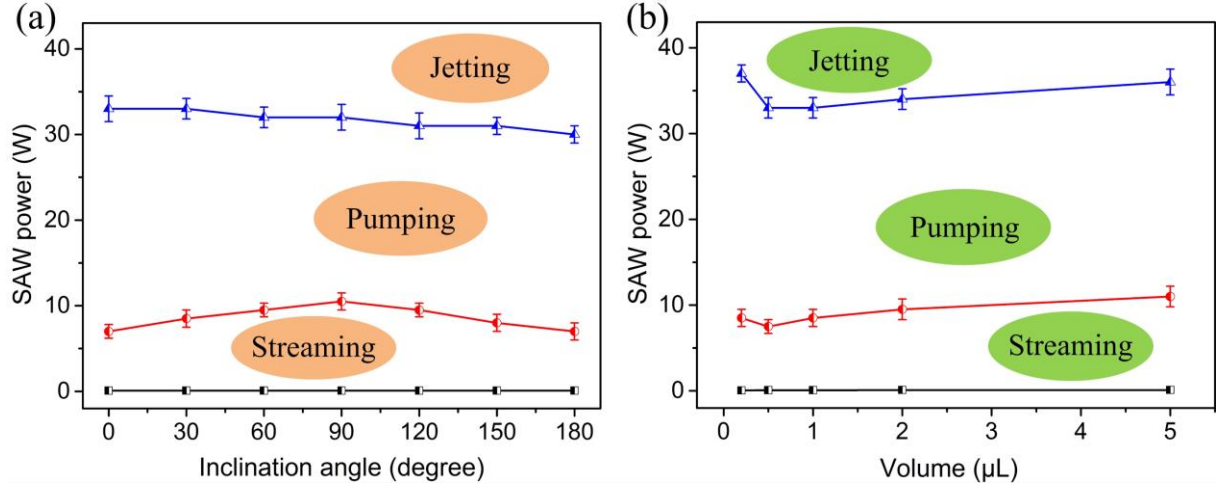 (a)
40
30
20
10
0
SAW power (W)
Jetting
Pumping
Streaming
0 30 60 90 120 150 180
Inclination angle (degree)
(b)
40
30
20
10
0
SAW power (W)
Jetting
Pumping
Streaming
0 1 2 3 4 5
Volume (μL)